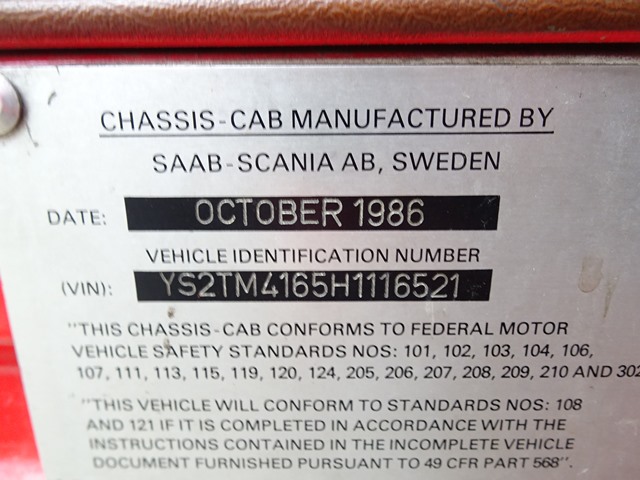 CHASSIS-CAB MANUFACTURED BY
SAAB-SCANIA AB, SWEDEN
DATE: OCTOBER 1986
VEHICLE IDENTIFICATION NUMBER
(VIN): YS2TM4165H1116521
"THIS CHASSIS-CAB CONFORMS TO FEDERAL MOTOR
VEHICLE SAFETY STANDARDS NOS: 101, 102, 103, 104, 106,
107, 111, 113, 115, 119, 120, 124, 205, 206, 207, 208, 209, 210 AND 302
"THIS VEHICLE WILL CONFORM TO STANDARDS NOS: 108
AND 121 IF IT IS COMPLETED IN ACCORDANCE WITH THE
INSTRUCTIONS CONTAINED IN THE INCOMPLETE VEHICLE
DOCUMENT FURNISHED PURSUANT TO 49 CFR PART 568".